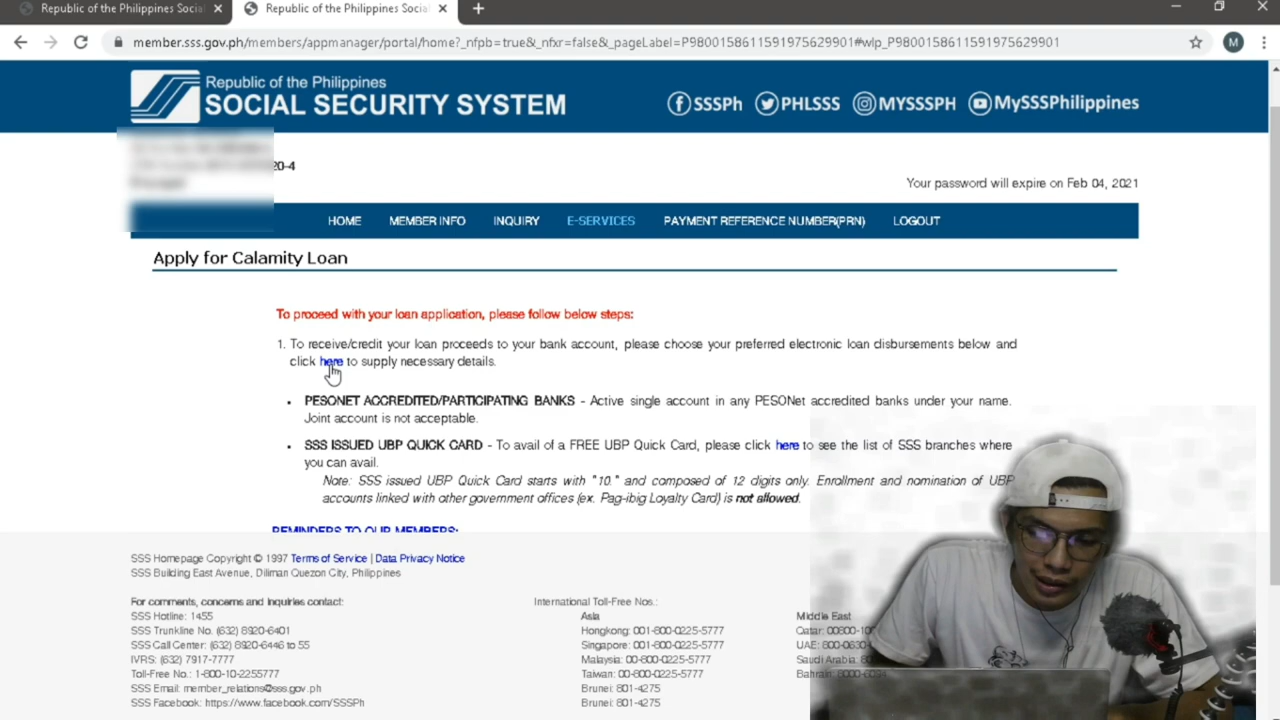 Republic of the Philippines Social
Republic of the Philippines Social
member.sss.gov.ph/members/appmanager/portal/home?_nfpb=true&_nfxr=false&_pageLabel=P9800158611591975629901#wlp_P9800158611591975629901
M
Republic of the Philippines
SOCIAL SECURITY SYSTEM
SSSPh PHLSSS MYSSSPH MySSSPhilippines
20-4
Your password will expire on Feb 04, 2021
HOME MEMBER INFO INQUIRY E-SERVICES PAYMENT REFERENCE NUMBER(PRN) LOGOUT
Apply for Calamity Loan
To proceed with your loan application, please follow below steps:
1. To receive/credit your loan proceeds to your bank account, please choose your preferred electronic loan disbursements below and
click here to supply necessary details.
• PESONET ACCREDITED/PARTICIPATING BANKS - Active single account in any PESONet accredited banks under your name.
Joint account is not acceptable.
• SSS ISSUED UBP QUICK CARD - To avail of a FREE UBP Quick Card, please click here to see the list of SSS branches where
you can avail.
Note: SSS issued UBP Quick Card starts with "10." and composed of 12 digits only. Enrollment and nomination of UBP
accounts linked with other government offices (ex. Pag-ibig Loyalty Card) is not allowed.
REMINDERS TO OUR MEMBERS:
SSS Homepage Copyright © 1997 Terms of Service | Data Privacy Notice
SSS Building East Avenue, Diliman Quezon City, Philippines
For comments, concerns and inquiries contact:
SSS Hotline: 1455
SSS Trunkline No. (632) 8920-6401
SSS Call Center: (632) 8920-6446 to 55
IVRS: (632) 7917-7777
Toll-Free No.: 1-800-10-2255777
SSS Email: member_relations@sss.gov.ph
SSS Facebook: https://www.facebook.com/SSSPh
International Toll-Free Nos.:
Asia
Hongkong: 001-800-0225-5777
Singapore: 001-800-0225-5777
Malaysia: 00-800-0225-5777
Taiwan: 00-800-0225-5777
Brunei: 801-4275
Brunei: 801-4275
Middle East
Qatar:
UAE:
Saudi Arabia:
Bahrain: